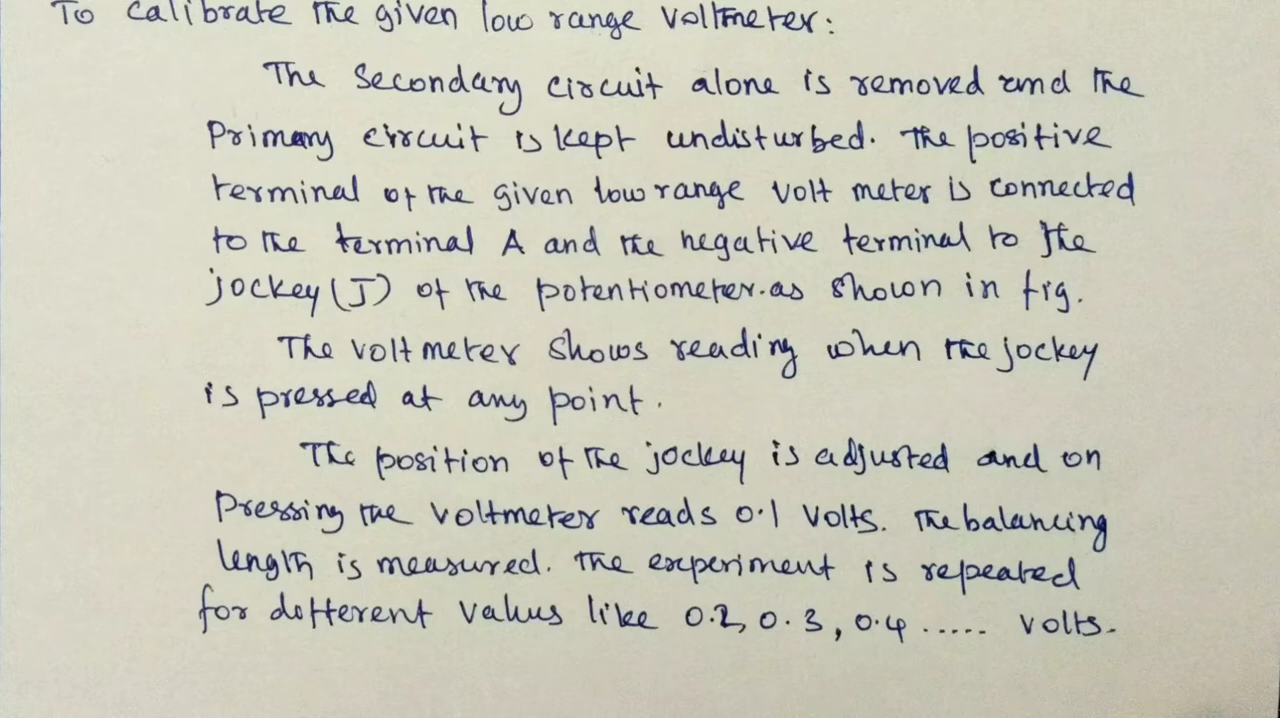 To calibrate the given low range voltmeter:
The secondary circuit alone is removed and the
Primary circuit is kept undisturbed. The positive
terminal of the given low range volt meter is connected
to the terminal A and the negative terminal to the
jockey (J) of the potentiometer.as shown in fig.
The volt meter shows reading when the jockey
is pressed at any point.
The position of the jockey is adjusted and on
Pressing the voltmeter reads 0.1 Volts. The balancing
length is measured. The experiment is repeated
for different values like 0.2, 0.3, 0.4 ..... volts.